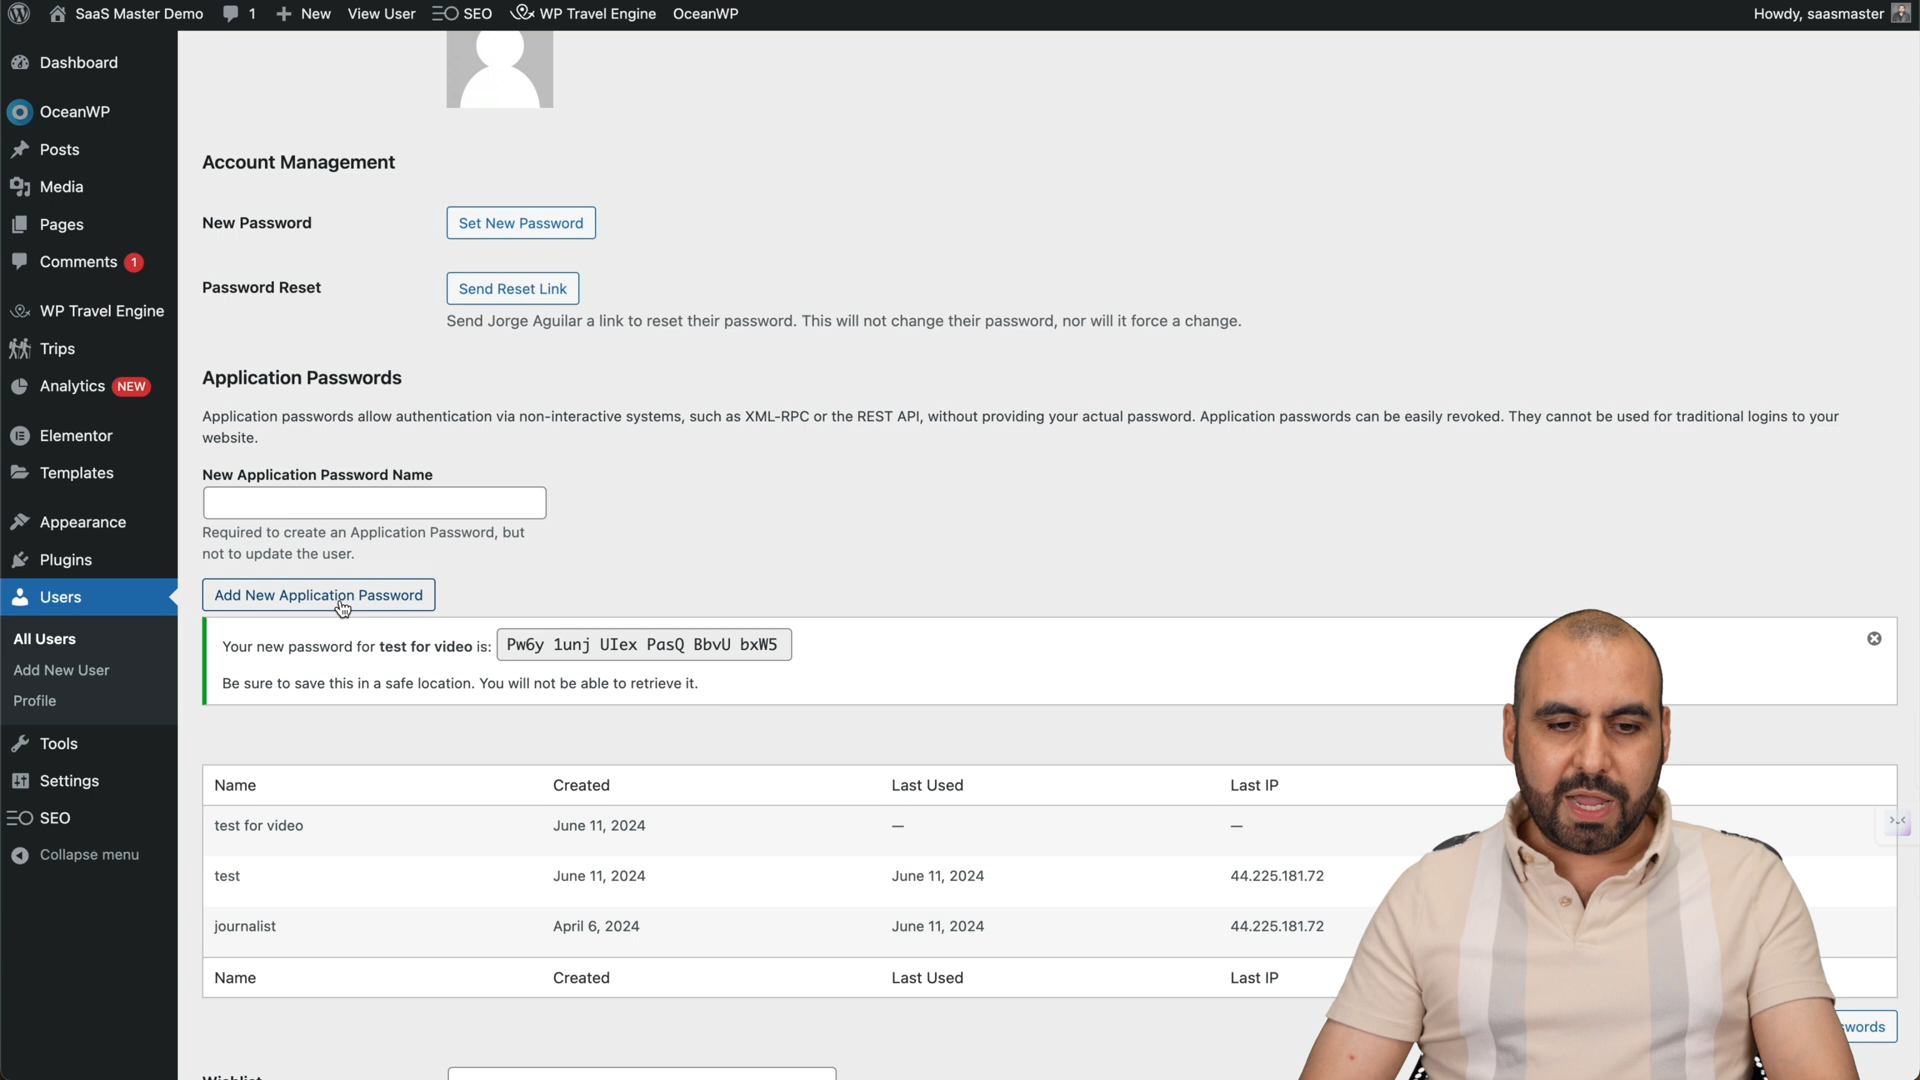 SaaS Master Demo 1 New View User SEO WP Travel Engine OceanWP Howdy, saasmaster
Dashboard
OceanWP
Posts
Media
Pages
Comments 1
WP Travel Engine
Trips
Analytics NEW
Elementor
Templates
Appearance
Plugins
Users
All Users
Add New User
Profile
Tools
Settings
SEO
Collapse menu
Account Management
New Password Set New Password
Password Reset Send Reset Link
Send Jorge Aguilar a link to reset their password. This will not change their password, nor will it force a change.
Application Passwords
Application passwords allow authentication via non-interactive systems, such as XML-RPC or the REST API, without providing your actual password. Application passwords can be easily revoked. They cannot be used for traditional logins to your
website.
New Application Password Name
Required to create an Application Password, but
not to update the user.
Add New Application Password
Your new password for test for video is: Pw6y 1unj UIex PasQ BbvU bxW5
Be sure to save this in a safe location. You will not be able to retrieve it.
Name Created Last Used Last IP
test for video June 11, 2024 — —
test June 11, 2024 June 11, 2024 44.225.181.72
journalist April 6, 2024 June 11, 2024 44.225.181.72
Name Created Last Used Last IP